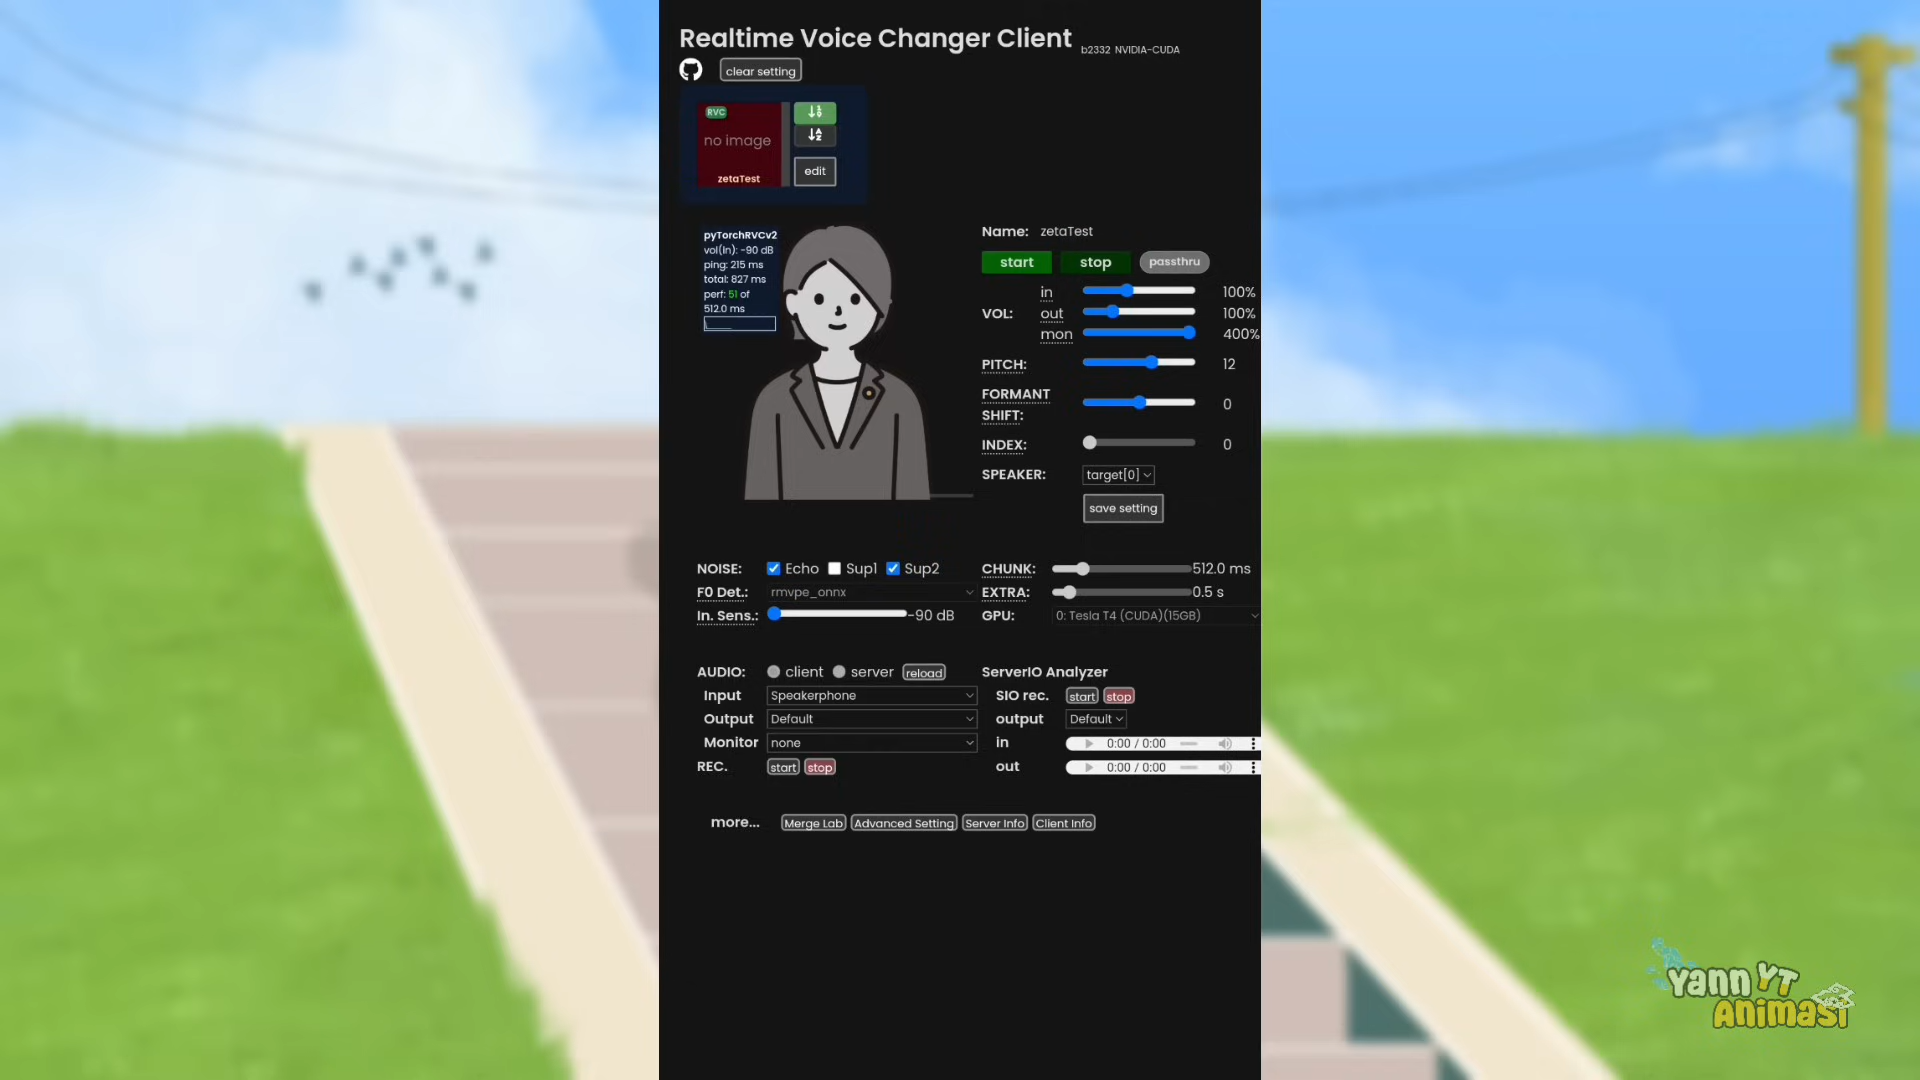 Realtime Voice Changer Client b2332 NVIDIA-CUDA
clear setting
RVC
no image
zetaTest
edit
pyTorchRVCv2
vol(in): -90 dB
ping: 215 ms
total: 827 ms
perf: 51 of
512.0 ms
Name: zetaTest
start stop passthru
VOL:
in 100%
out 100%
mon 400%
PITCH: 12
FORMANT
SHIFT: 0
INDEX: 0
SPEAKER: target[0]
save setting
NOISE: Echo Sup1 Sup2
F0 Det.: rmvpe_onnx
In. Sens.: -90 dB
CHUNK: 512.0 ms
EXTRA: 0.5 s
GPU: 0: Tesla T4 (CUDA)(15GB)
AUDIO: client server reload
Input Speakerphone
Output Default
Monitor none
REC. start stop
ServerIO Analyzer
SIO rec. start stop
output Default
in 0:00 / 0:00
out 0:00 / 0:00
more... Merge Lab Advanced Setting Server Info Client Info
Yann YT
Animasi